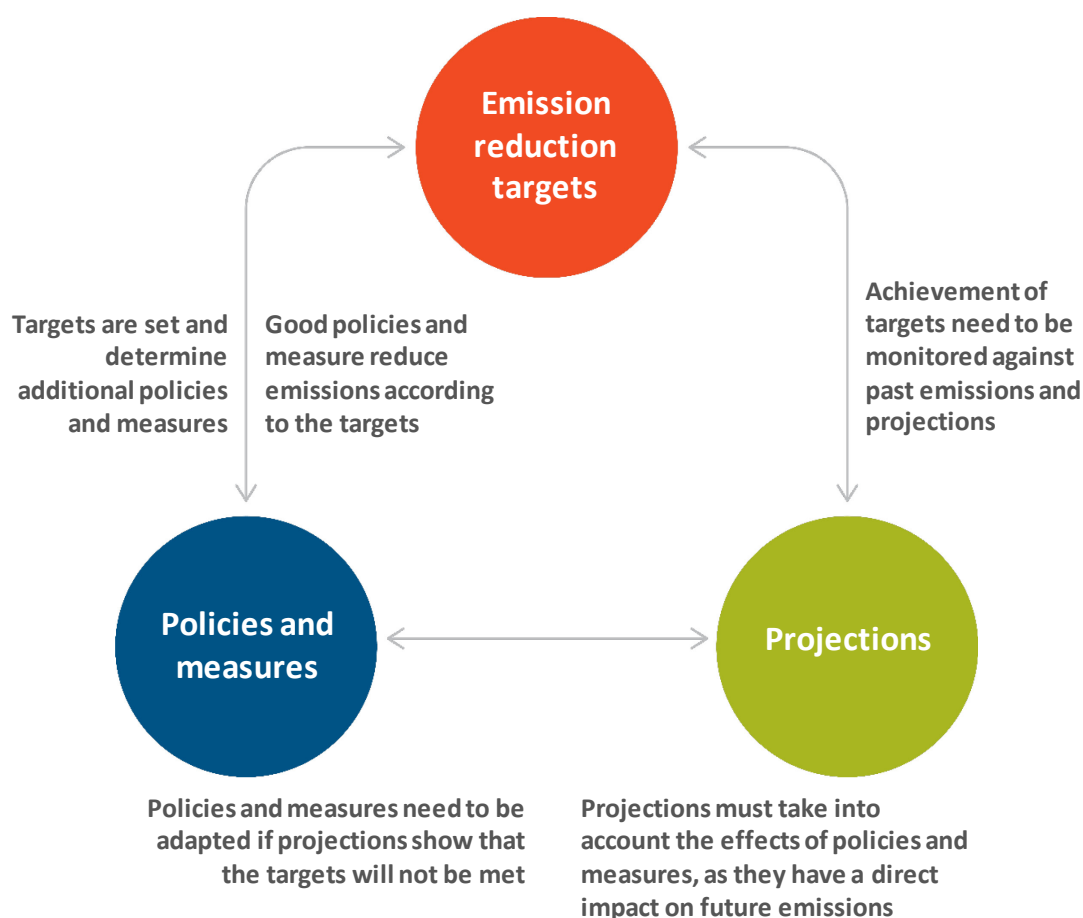 Emission
reduction
targets
Targets are set and
determine
additional policies
and measures
Good policies and
measure reduce
emissions according
to the targets
Achievement of
targets need to be
monitored against
past emissions and
projections
Policies and
measures
Projections
Policies and measures need to be
adapted if projections show that
the targets will not be met
Projections must take into
account the effects of policies and
measures, as they have a direct
impact on future emissions